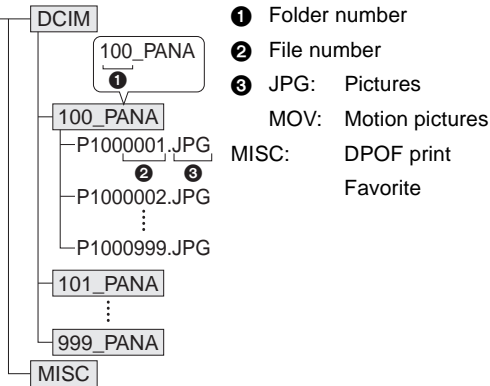 DCIM
100_PANA
❶
100_PANA
P1000001.JPG
❷ ❸
P1000002.JPG
P1000999.JPG
101_PANA
999_PANA
MISC
❶ Folder number
❷ File number
❸ JPG: Pictures
MOV: Motion pictures
MISC: DPOF print
Favorite